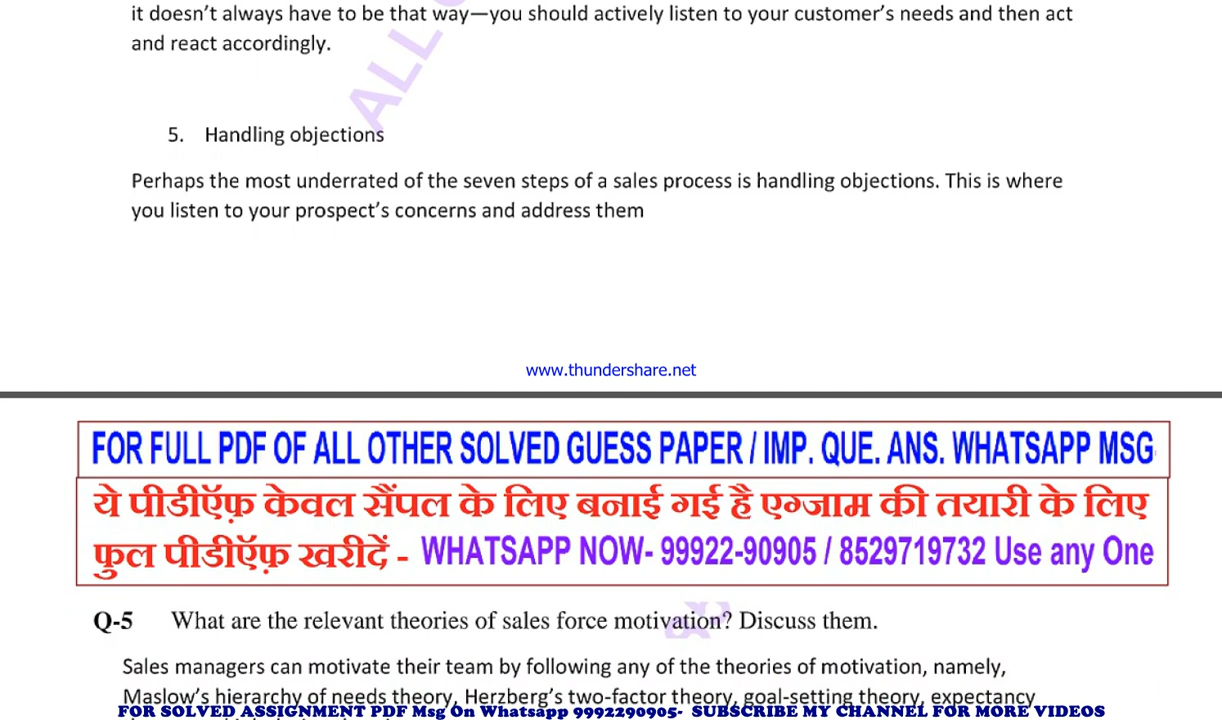 it doesn’t always have to be that way—you should actively listen to your customer’s needs and then act
and react accordingly.
ALL
5. Handling objections
Perhaps the most underrated of the seven steps of a sales process is handling objections. This is where
you listen to your prospect’s concerns and address them
www.thundershare.net
FOR FULL PDF OF ALL OTHER SOLVED GUESS PAPER / IMP. QUE. ANS. WHATSAPP MSG
ये पीडीऍफ़ केवल सैंपल के लिए बनाई गई है एग्जाम की तयारी के लिए
फुल पीडीऍफ़ खरीदें - WHATSAPP NOW- 99922-90905 / 8529719732 Use any One
Q-5 What are the relevant theories of sales force motivation? Discuss them.
Sales managers can motivate their team by following any of the theories of motivation, namely,
Maslow’s hierarchy of needs theory, Herzberg’s two-factor theory, goal-setting theory, expectancy
FOR SOLVED ASSIGNMENT PDF Msg On Whatsapp 9992290905- SUBSCRIBE MY CHANNEL FOR MORE VIDEOS